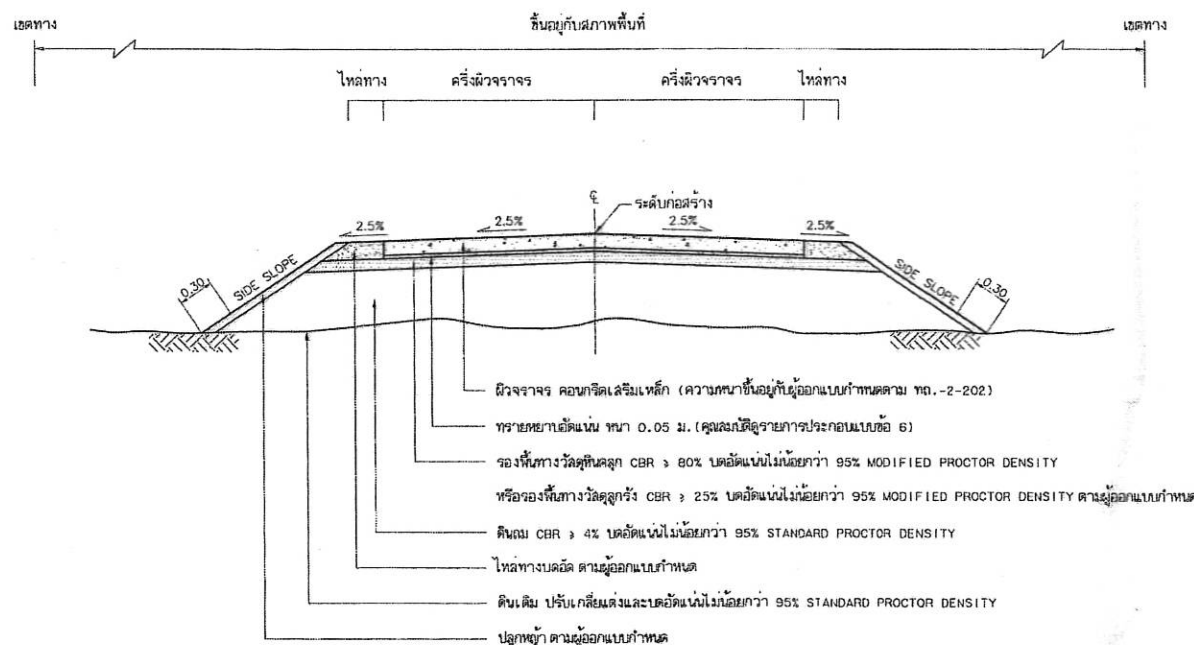 เขตทาง ขึ้นอยู่กับสภาพพื้นที่ เขตทาง
ไหล่ทาง ครึ่งผิวจราจร ครึ่งผิวจราจร ไหล่ทาง
℄ ระดับก่อสร้าง
2.5% 2.5% 2.5% 2.5%
0.30 SIDE SLOPE SIDE SLOPE 0.30
ผิวจราจร คอนกรีตเสริมเหล็ก (ความหนาขึ้นอยู่กับผู้ออกแบบกำหนดตาม ทถ.-2-202)
ทรายหยาบอัดแน่น หนา 0.05 ม.(คุณสมบัติดูรายการประกอบแบบข้อ 6)
รองพื้นทางวัสดุหินคลุก CBR ≥ 80% บดอัดแน่นไม่น้อยกว่า 95% MODIFIED PROCTOR DENSITY
หรือรองพื้นทางวัสดุลูกรัง CBR ≥ 25% บดอัดแน่นไม่น้อยกว่า 95% MODIFIED PROCTOR DENSITY ตามผู้ออกแบบกำหนด
ดินถม CBR ≥ 4% บดอัดแน่นไม่น้อยกว่า 95% STANDARD PROCTOR DENSITY
ไหล่ทางบดอัด ตามผู้ออกแบบกำหนด
ดินเดิม ปรับเกลี่ยแต่งและบดอัดแน่นไม่น้อยกว่า 95% STANDARD PROCTOR DENSITY
ปลูกหญ้า ตามผู้ออกแบบกำหนด